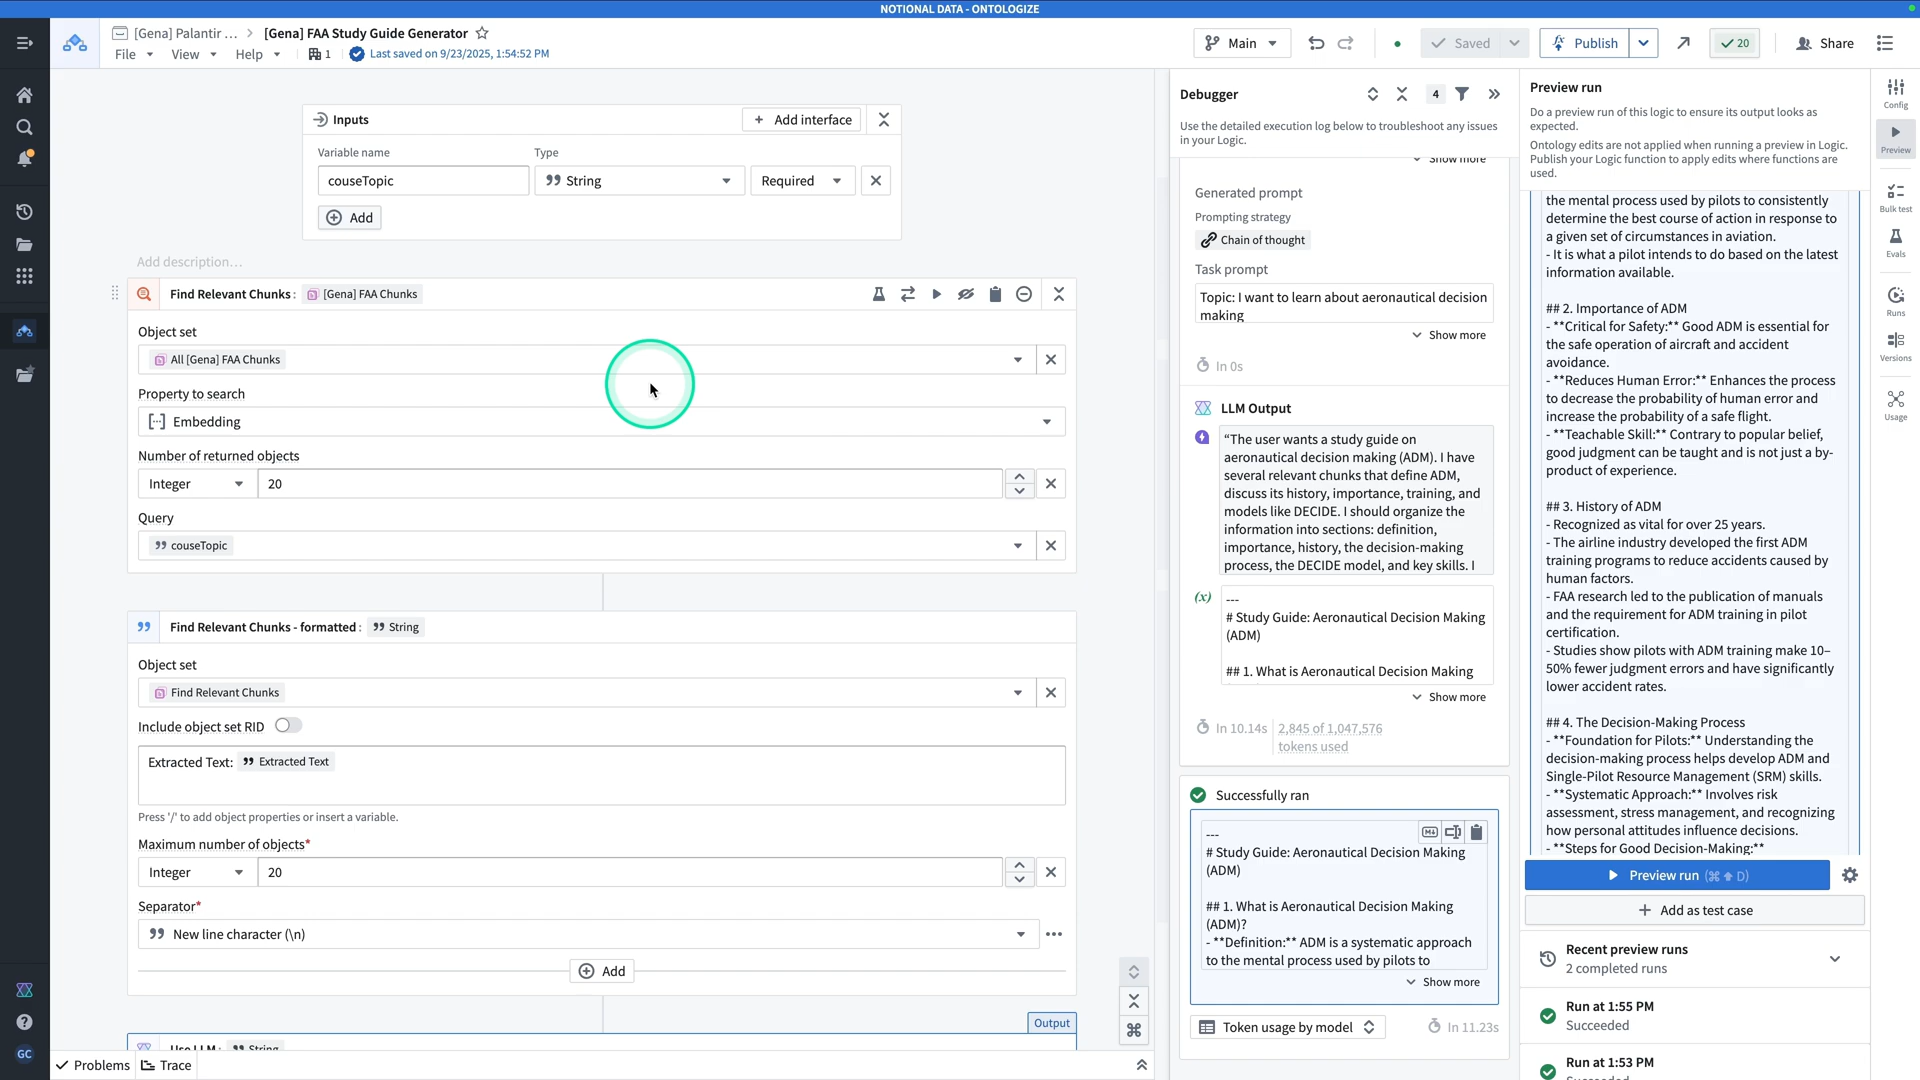 NOTIONAL DATA - ONTOLOGIZE
[Gena] Palantir ... > [Gena] FAA Study Guide Generator
File View Help 1 Last saved on 9/23/2025, 1:54:52 PM
Main Saved Publish 20 Share
Inputs
Add interface
Variable name Type
couseTopic String Required
Add
Add description...
Find Relevant Chunks : [Gena] FAA Chunks
Object set
All [Gena] FAA Chunks
Property to search
Embedding
Number of returned objects
Integer 20
Query
couseTopic
Find Relevant Chunks - formatted : String
Object set
Find Relevant Chunks
Include object set RID
Extracted Text: Extracted Text
Press '/' to add object properties or insert a variable.
Maximum number of objects*
Integer 20
Separator*
New line character (\n)
Add
Output
Use LLM : String
Problems Trace
GC
Debugger
4
Use the detailed execution log below to troubleshoot any issues
in your Logic.
Show more
Generated prompt
Prompting strategy
Chain of thought
Task prompt
Topic: I want to learn about aeronautical decision
making
Show more
In 0s
LLM Output
“The user wants a study guide on
aeronautical decision making (ADM). I have
several relevant chunks that define ADM,
discuss its history, importance, training, and
models like DECIDE. I should organize the
information into sections: definition,
importance, history, the decision-making
process, the DECIDE model, and key skills. I
(x)
---
# Study Guide: Aeronautical Decision Making
(ADM)
## 1. What is Aeronautical Decision Making
Show more
In 10.14s 2,845 of 1,047,576
tokens used
Successfully ran
---
# Study Guide: Aeronautical Decision Making
(ADM)
## 1. What is Aeronautical Decision Making
(ADM)?
- **Definition:** ADM is a systematic approach
to the mental process used by pilots to
Show more
Token usage by model In 11.23s
Preview run
Do a preview run of this logic to ensure its output looks as
expected.
Ontology edits are not applied when running a preview in Logic.
Publish your Logic function to apply edits where functions are
used.
the mental process used by pilots to consistently
determine the best course of action in response to
a given set of circumstances in aviation.
- It is what a pilot intends to do based on the latest
information available.
## 2. Importance of ADM
- **Critical for Safety:** Good ADM is essential for
the safe operation of aircraft and accident
avoidance.
- **Reduces Human Error:** Enhances the process
to decrease the probability of human error and
increase the probability of a safe flight.
- **Teachable Skill:** Contrary to popular belief,
good judgment can be taught and is not just a by-
product of experience.
## 3. History of ADM
- Recognized as vital for over 25 years.
- The airline industry developed the first ADM
training programs to reduce accidents caused by
human factors.
- FAA research led to the publication of manuals
and the requirement for ADM training in pilot
certification.
- Studies show pilots with ADM training make 10–
50% fewer judgment errors and have significantly
lower accident rates.
## 4. The Decision-Making Process
- **Foundation for Pilots:** Understanding the
decision-making process helps develop ADM and
Single-Pilot Resource Management (SRM) skills.
- **Systematic Approach:** Involves risk
assessment, stress management, and recognizing
how personal attitudes influence decisions.
- **Steps for Good Decision-Making:**
Preview run (⌘⇧D)
Add as test case
Recent preview runs
2 completed runs
Run at 1:55 PM
Succeeded
Run at 1:53 PM
Succeeded
Config
Preview
Bulk test
Evals
Runs
Versions
Usage